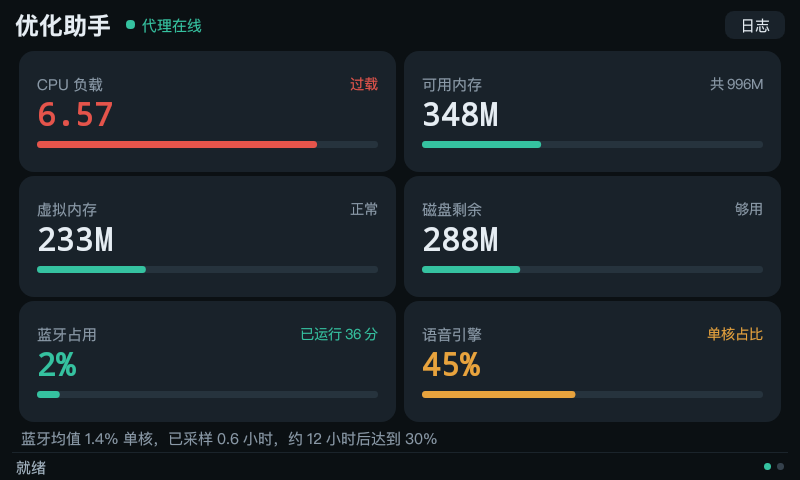 优化助手 代理在线 日志
CPU 负载 过载
6.57
可用内存 共 996M
348M
虚拟内存 正常
233M
磁盘剩余 够用
288M
蓝牙占用 已运行 36 分
2%
语音引擎 单核占比
45%
蓝牙均值 1.4% 单核，已采样 0.6 小时，约 12 小时后达到 30%
就绪